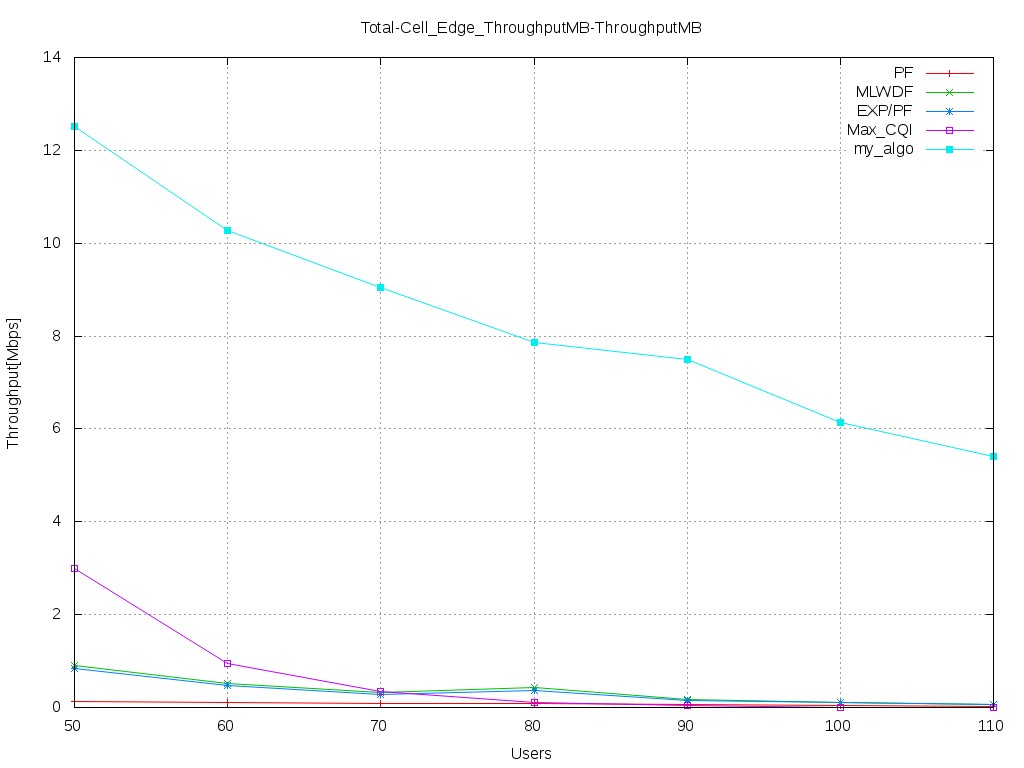 Total-Cell_Edge_ThroughputMB-ThroughputMB
14
12
10
8
6
4
2
0
Throughput[Mbps]
PF
MLWDF
EXP/PF
Max_CQI
my_algo
50 60 70 80 90 100 110
Users